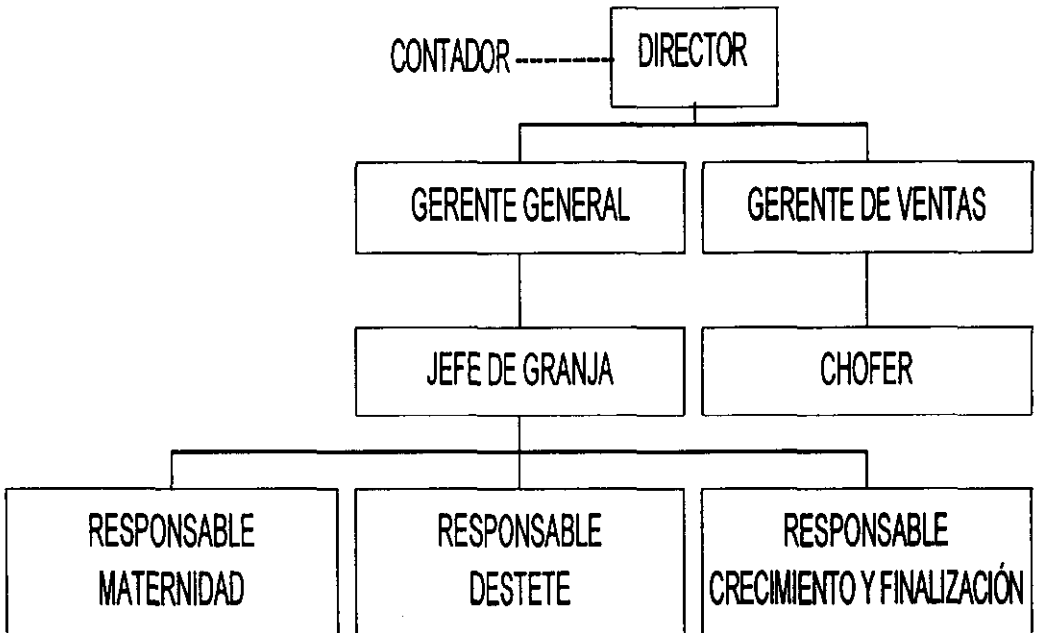 CONTADOR
DIRECTOR
GERENTE GENERAL
GERENTE DE VENTAS
JEFE DE GRANJA
CHOFER
RESPONSABLE
MATERNIDAD
RESPONSABLE
DESTETE
RESPONSABLE
CRECIMIENTO Y FINALIZACIÓN